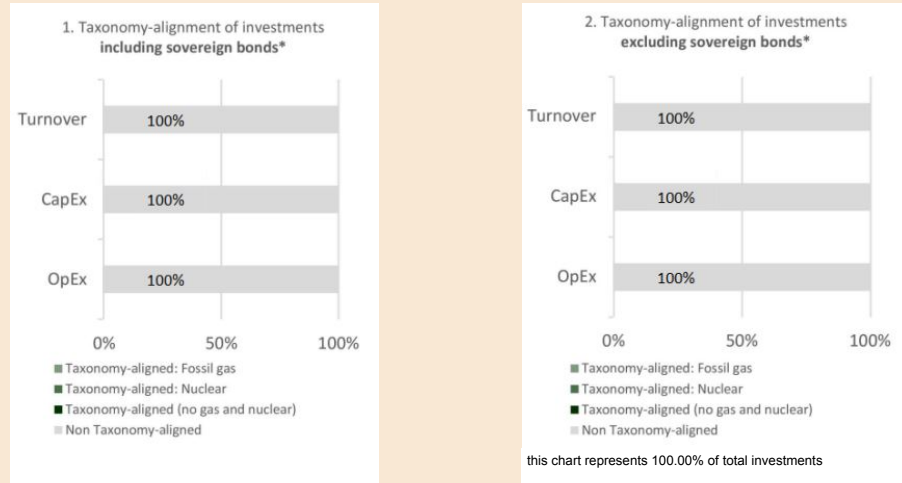 1. Taxonomy-alignment of investments
including sovereign bonds*
Turnover
100%
CapEx
100%
OpEx
100%
0% 50% 100%
Taxonomy-aligned: Fossil gas
Taxonomy-aligned: Nuclear
Taxonomy-aligned (no gas and nuclear)
Non Taxonomy-aligned
2. Taxonomy-alignment of investments
excluding sovereign bonds*
Turnover
100%
CapEx
100%
OpEx
100%
0% 50% 100%
Taxonomy-aligned: Fossil gas
Taxonomy-aligned: Nuclear
Taxonomy-aligned (no gas and nuclear)
Non Taxonomy-aligned
this chart represents 100.00% of total investments